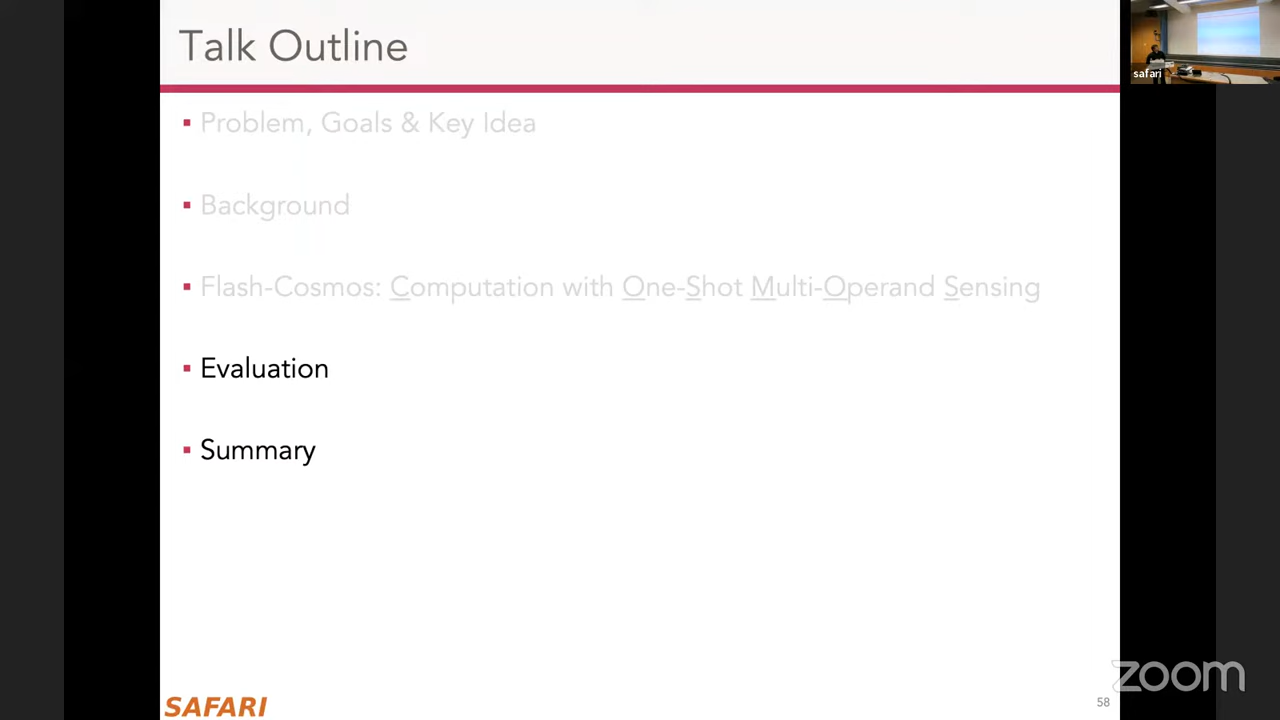 Talk Outline
safari
▪ Problem, Goals & Key Idea
▪ Background
▪ Flash-Cosmos: Computation with One-Shot Multi-Operand Sensing
▪ Evaluation
▪ Summary
zoom
SAFARI
58